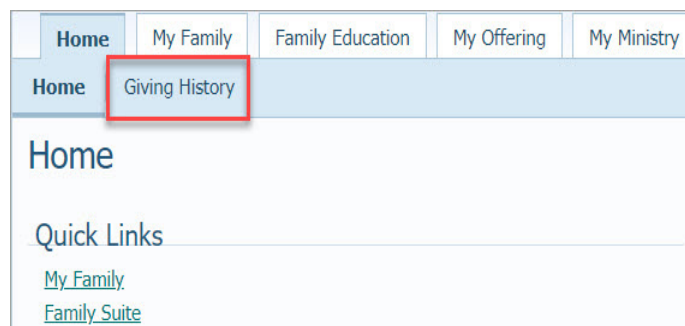 Home My Family Family Education My Offering My Ministry
Home Giving History
Home
Quick Links
My Family
Family Suite